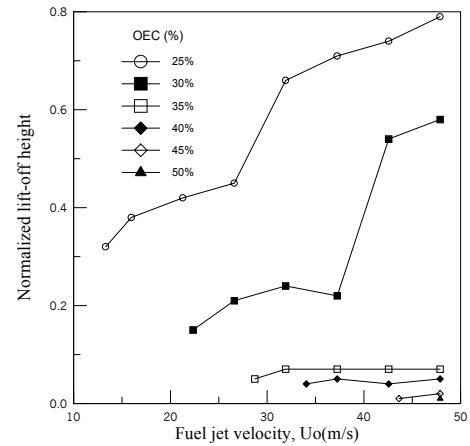 0.8
OEC (%)
25%
30%
35%
40%
45%
50%
0.6
0.4
0.2
0.0
Normalized lift-off height
10 20 30 40 50
Fuel jet velocity, Uo(m/s)